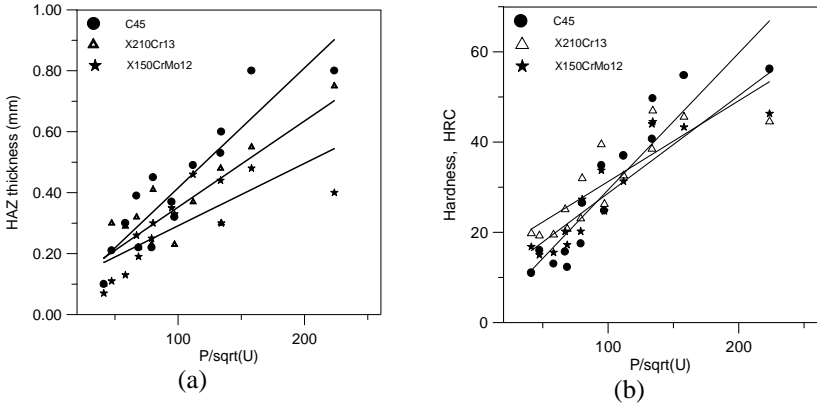 1.00
C45
X210Cr13
X150CrMo12
0.80
0.60
0.40
0.20
0.00
HAZ thickness (mm)
100
200
P/sqrt(U)
(a)
C45
X210Cr13
X150CrMo12
60
40
20
0
Hardness, HRC
100
200
P/sqrt(U)
(b)